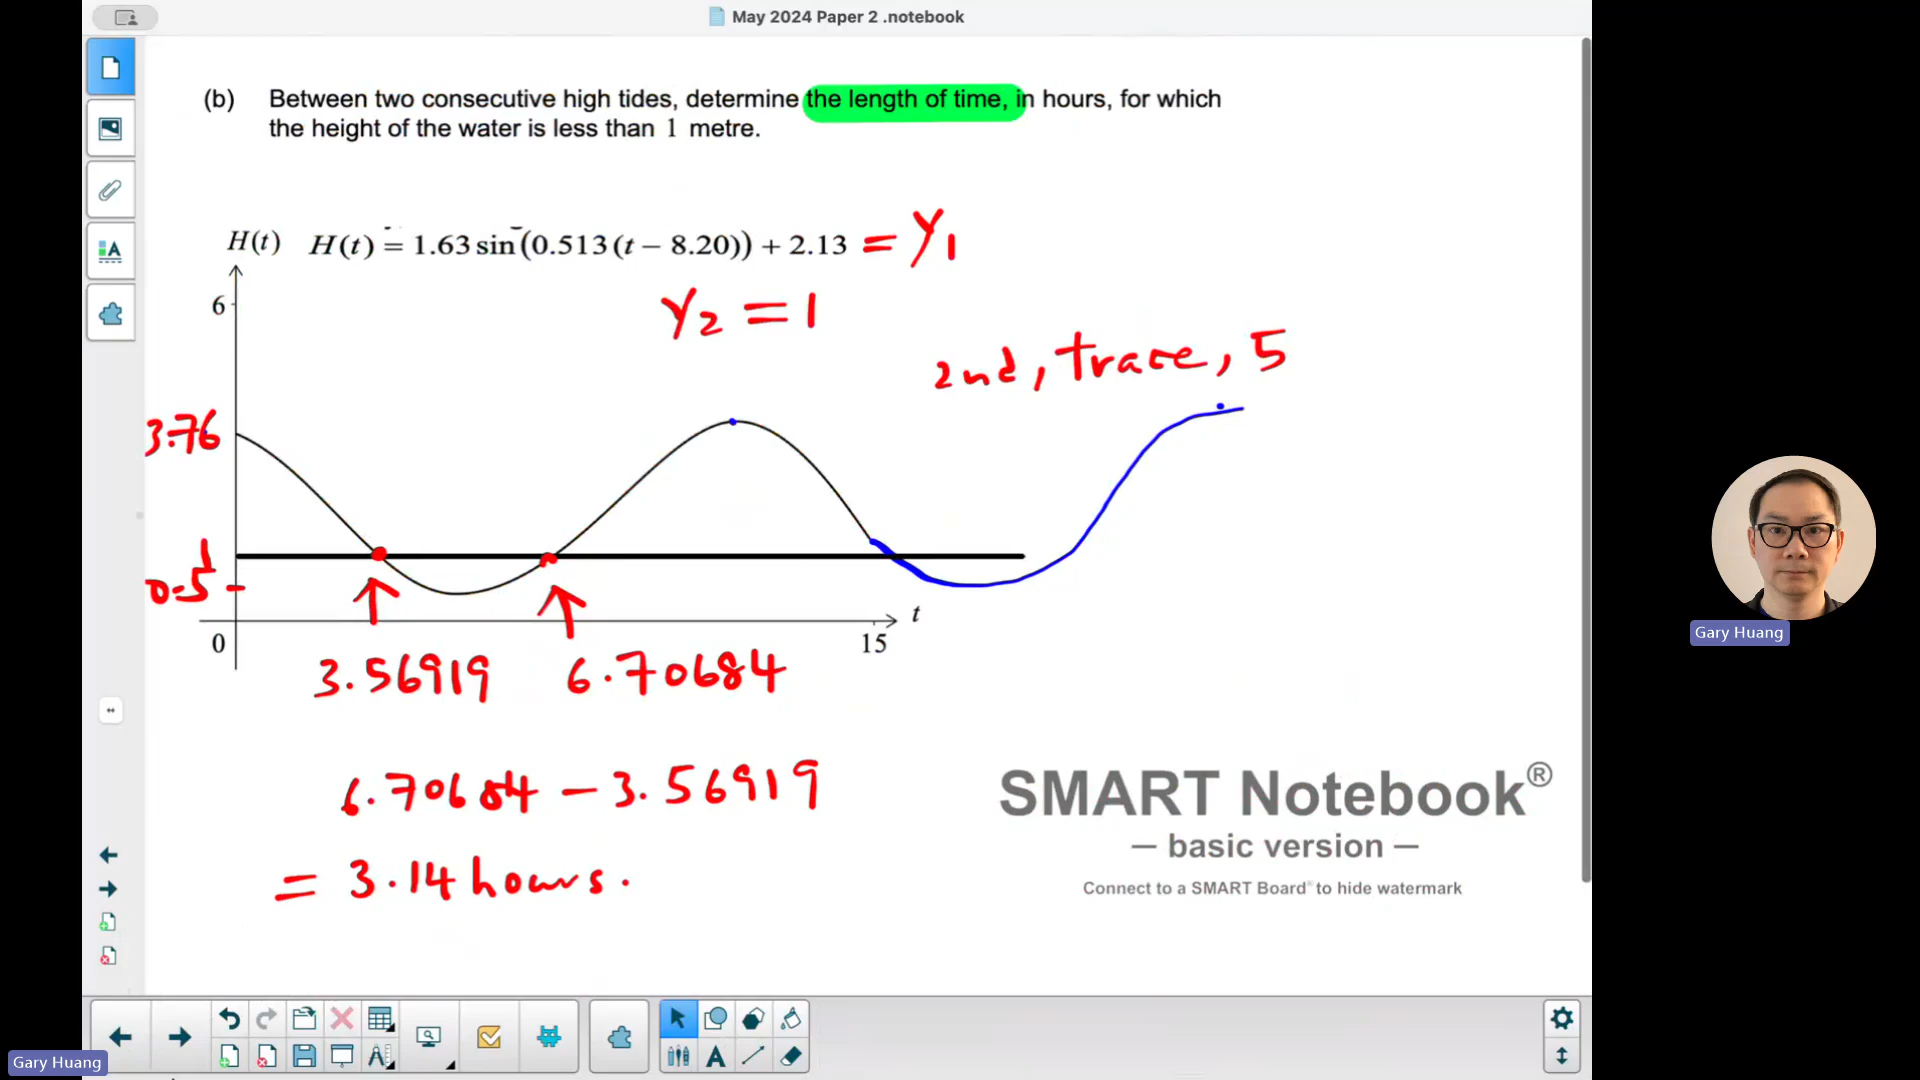 May 2024 Paper 2 .notebook
(b) Between two consecutive high tides, determine the length of time, in hours, for which
the height of the water is less than 1 metre.
H(t) H(t) = 1.63 sin(0.513(t − 8.20)) + 2.13 = Y1
6
Y2 = 1
2nd, trace, 5
3.76
1
0.5
0
15
t
3.56919 6.70684
6.70684 − 3.56919
= 3.14 hours.
SMART Notebook®
— basic version —
Connect to a SMART Board® to hide watermark
Gary Huang
Gary Huang